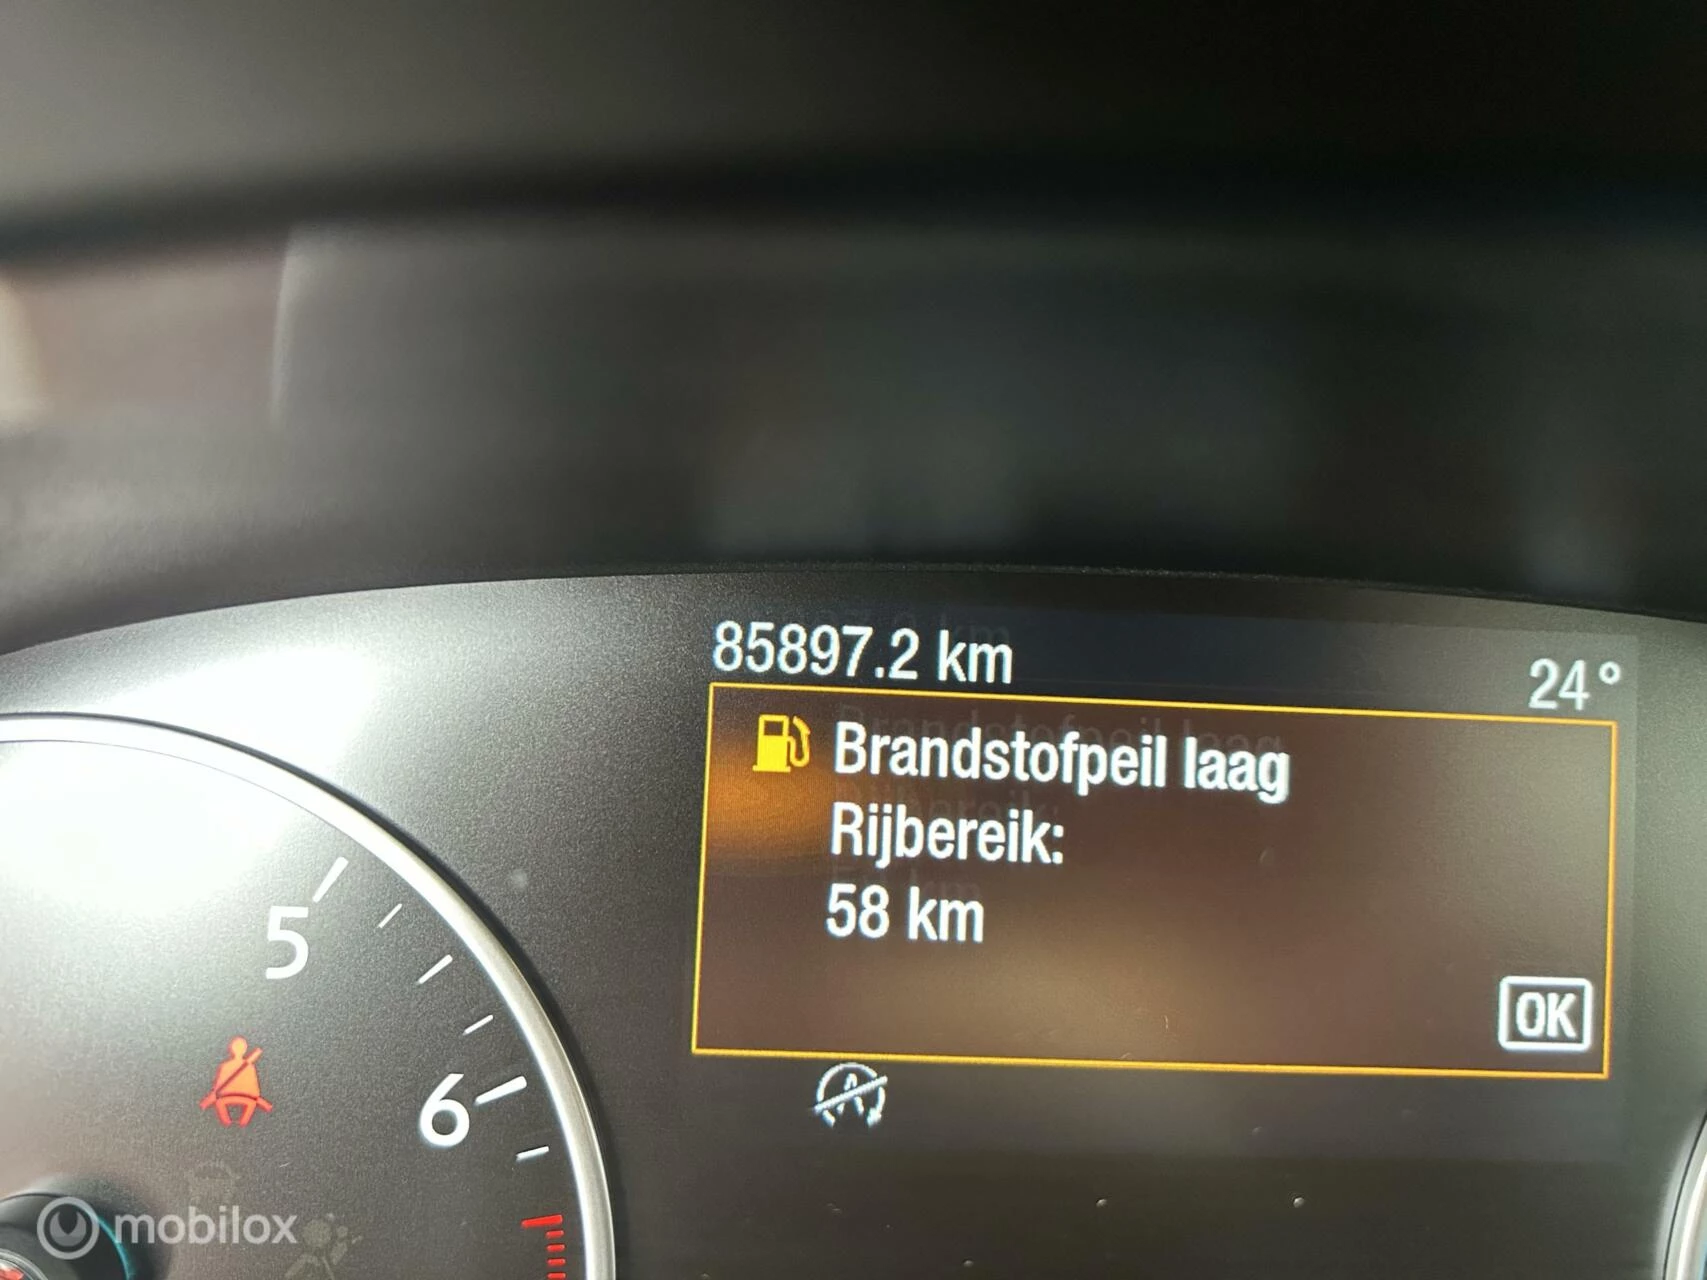 85897.2 km
24°
Brandstofpeil laag
Rijbereik:
58 km
OK
5
6
mobilox